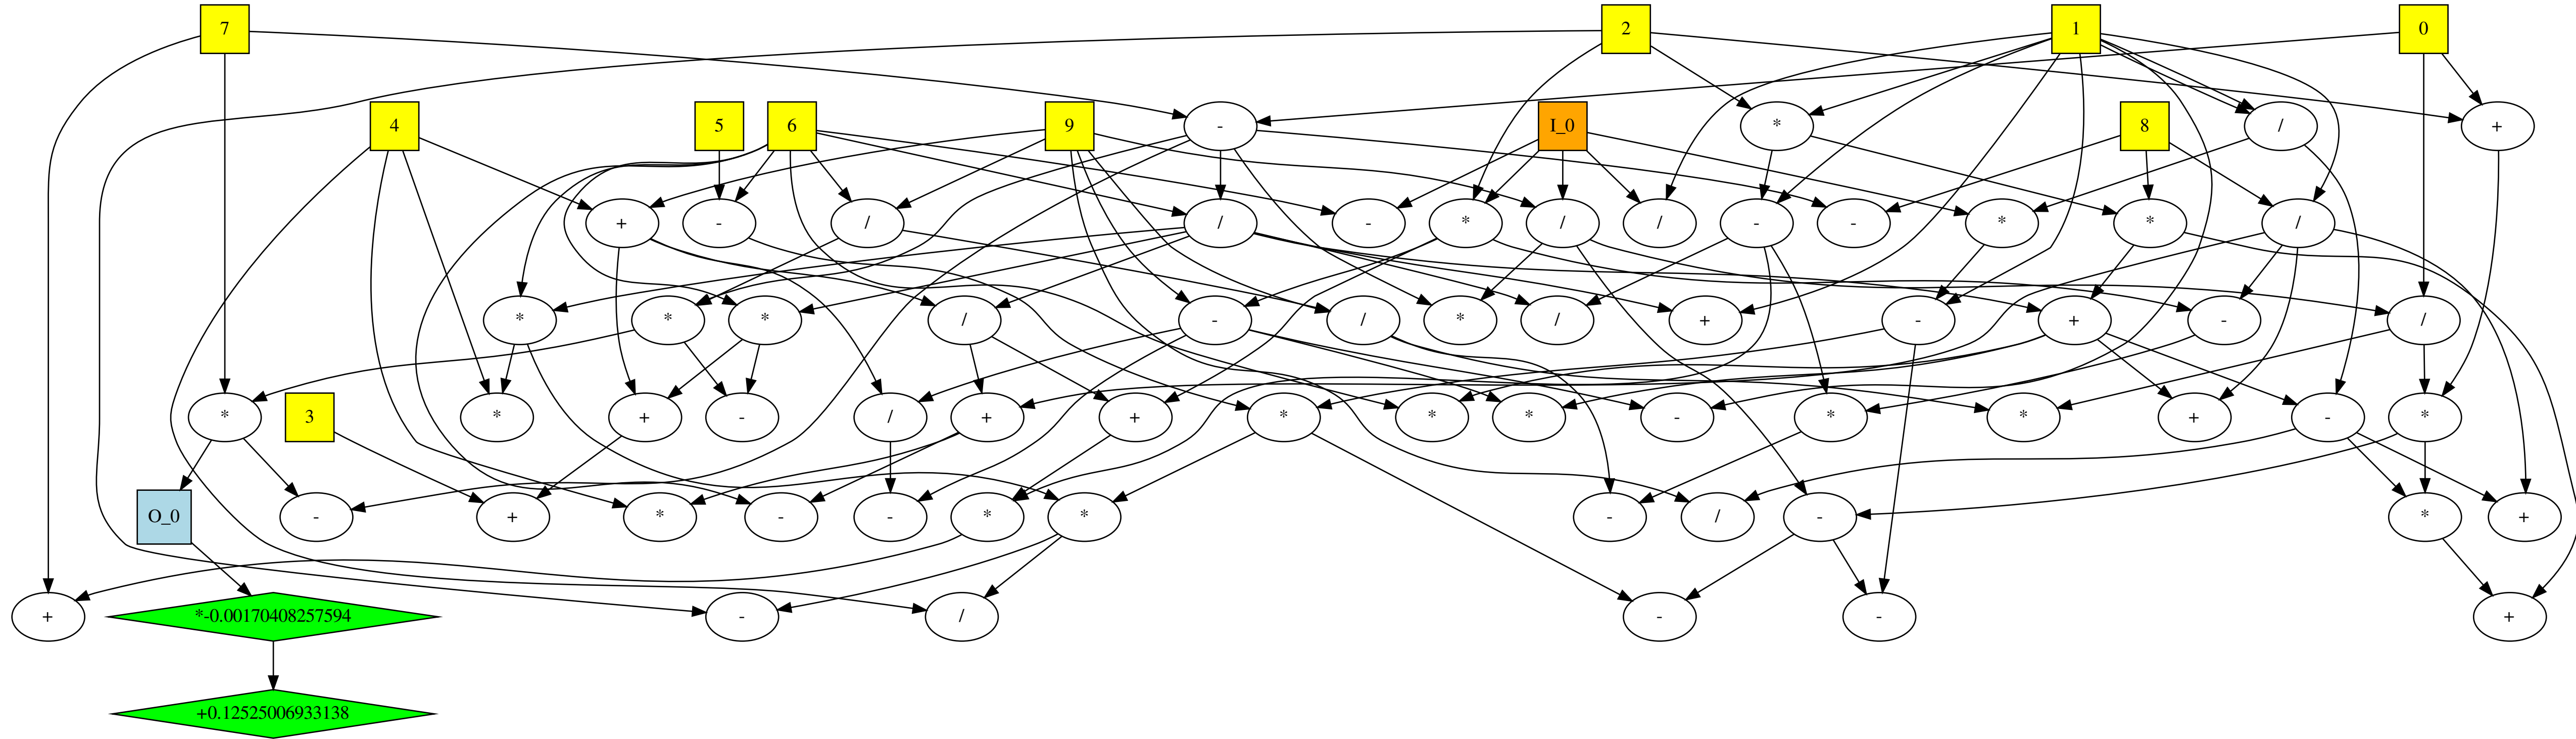 7 2 1 0
4 5 6 9 - I_0 * 8 / +
+ - / / - * / / - - * * /
* * * / - / * / + - + - /
* 3 * + - / + + * * * - * * + - *
O_0 - + * - - * * - / - * +
+ *-0.00170408257594 - / - - +
+0.12525006933138